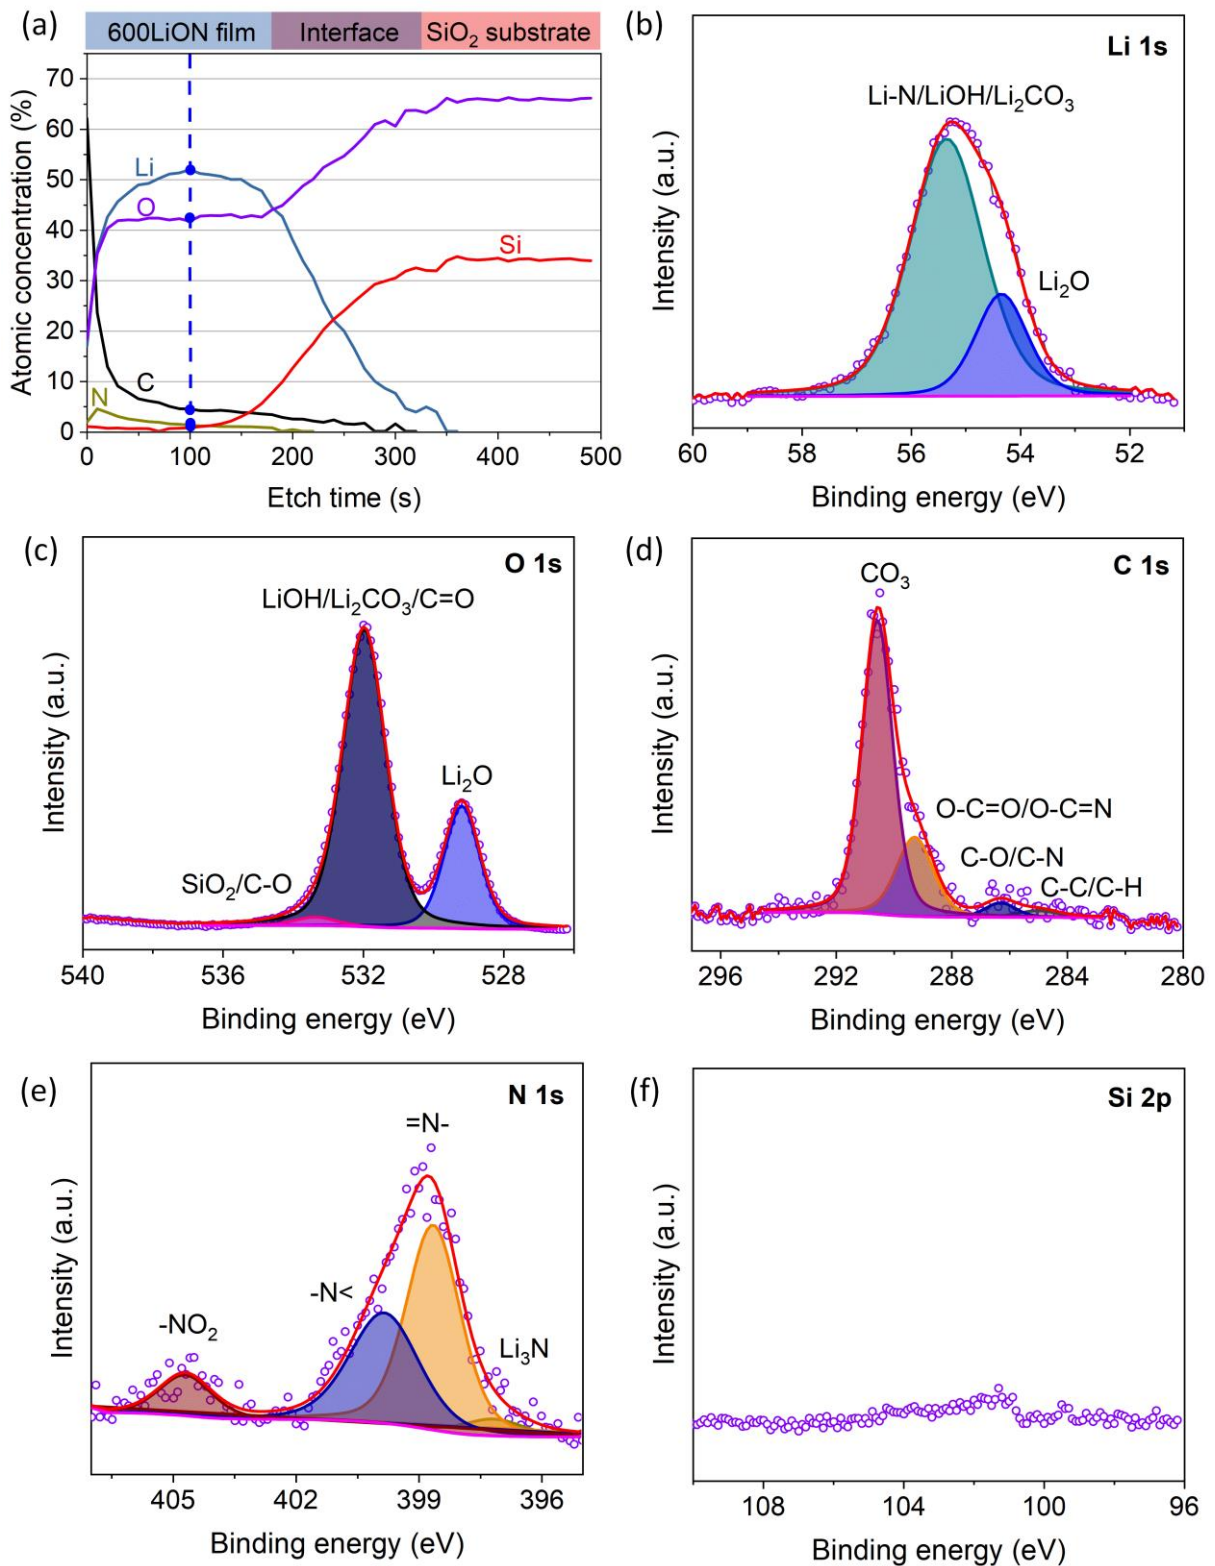 (a)
600LiON film Interface SiO₂ substrate
Atomic concentration (%)
70
60
50
40
30
20
10
0
Li
O
Si
C
N
0 100 200 300 400 500
Etch time (s)
(b)
Li 1s
Li-N/LiOH/Li₂CO₃
Li₂O
Intensity (a.u.)
60 58 56 54 52
Binding energy (eV)
(c)
O 1s
LiOH/Li₂CO₃/C=O
Li₂O
SiO₂/C-O
Intensity (a.u.)
540 536 532 528
Binding energy (eV)
(d)
C 1s
CO₃
O-C=O/O-C=N
C-O/C-N
C-C/C-H
Intensity (a.u.)
296 292 288 284 280
Binding energy (eV)
(e)
N 1s
=N-
-N<
-NO₂
Li₃N
Intensity (a.u.)
405 402 399 396
Binding energy (eV)
(f)
Si 2p
Intensity (a.u.)
108 104 100 96
Binding energy (eV)